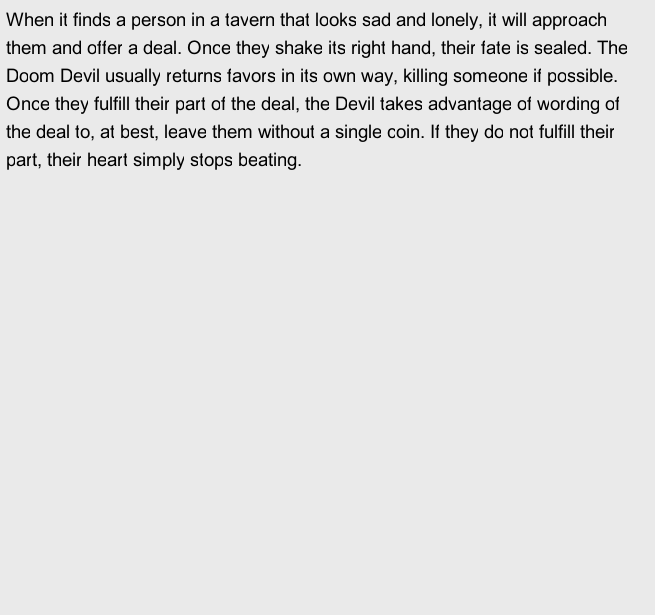 When it finds a person in a tavern that looks sad and lonely, it will approach
them and offer a deal. Once they shake its right hand, their fate is sealed. The
Doom Devil usually returns favors in its own way, killing someone if possible.
Once they fulfill their part of the deal, the Devil takes advantage of wording of
the deal to, at best, leave them without a single coin. If they do not fulfill their
part, their heart simply stops beating.